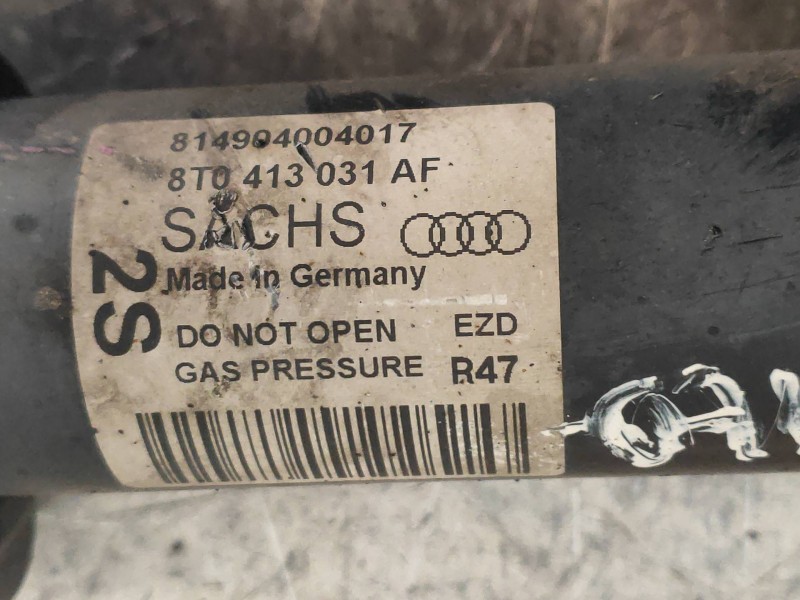 814904004017
8T0 413 031 AF
SACHS
Made in Germany
2S
DO NOT OPEN EZD
GAS PRESSURE R47